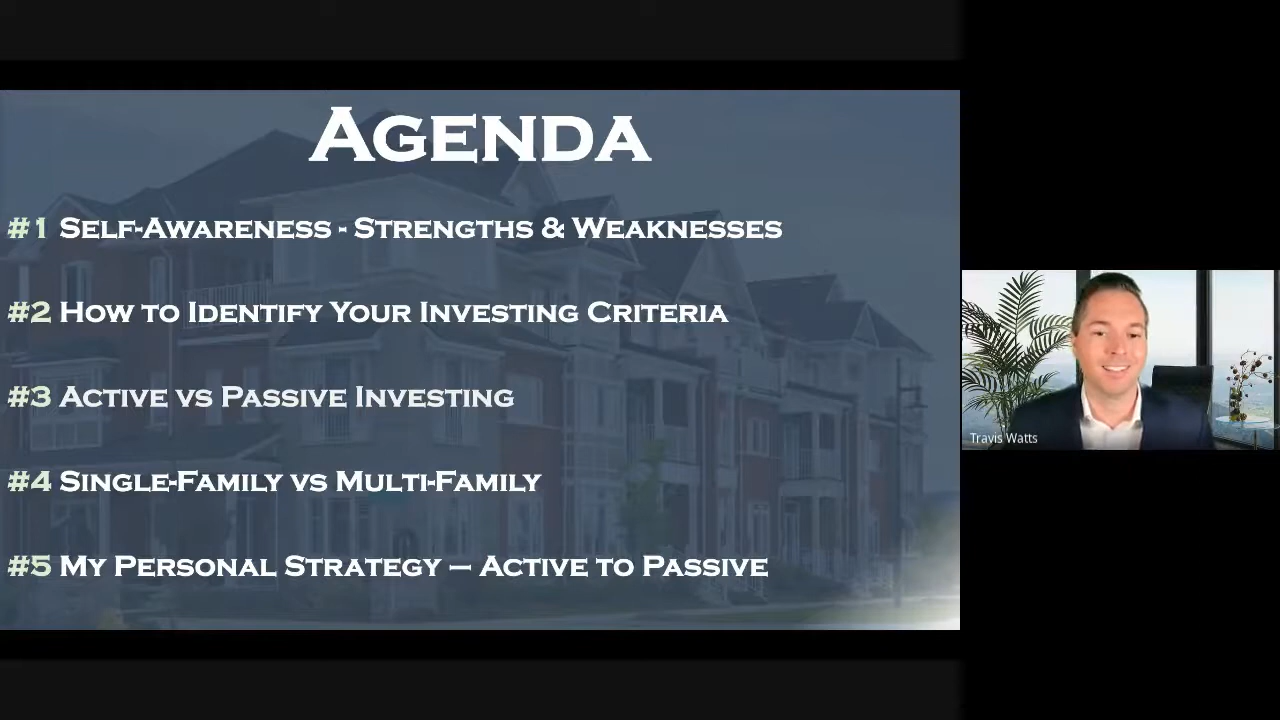 AGENDA
#1 SELF-AWARENESS - STRENGTHS & WEAKNESSES
#2 HOW TO IDENTIFY YOUR INVESTING CRITERIA
#3 ACTIVE VS PASSIVE INVESTING
#4 SINGLE-FAMILY VS MULTI-FAMILY
#5 MY PERSONAL STRATEGY – ACTIVE TO PASSIVE
Travis Watts